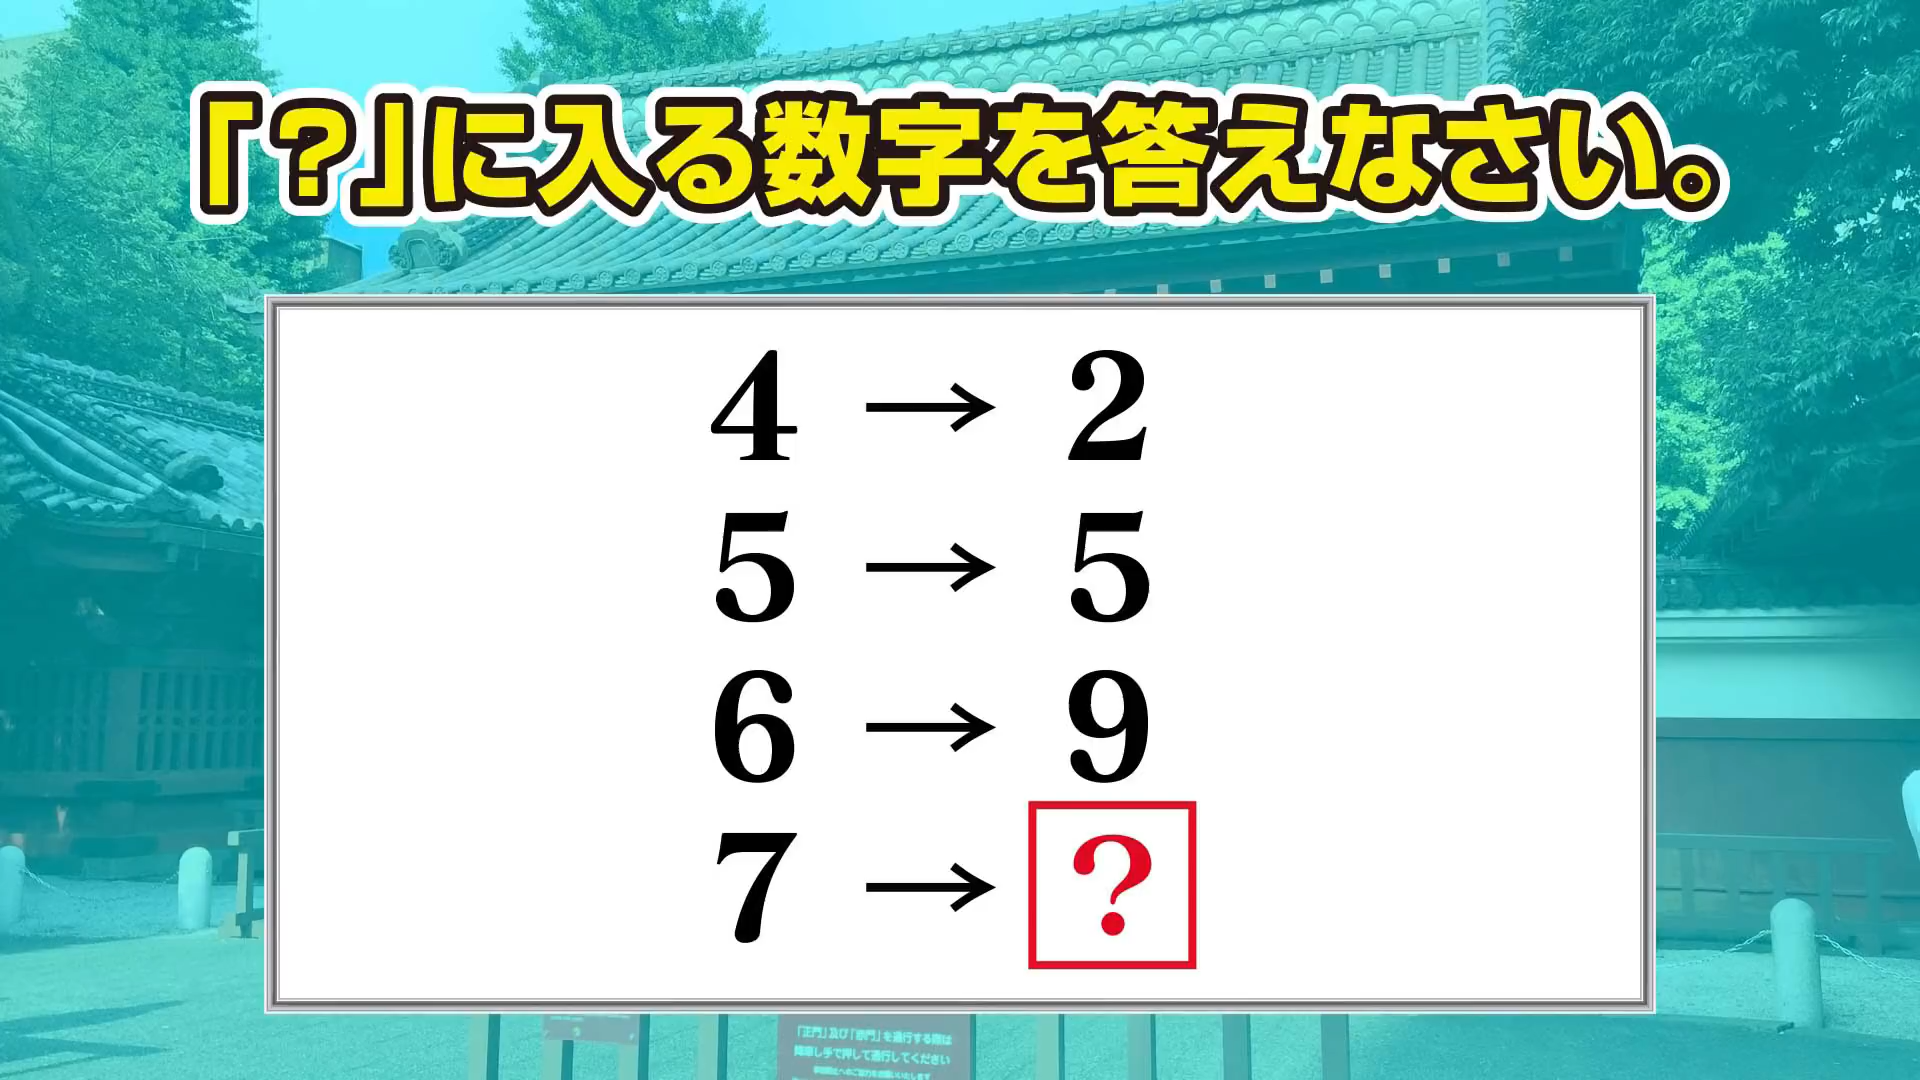 「?」に入る数字を答えなさい。
4 → 2
5 → 5
6 → 9
7 → ?
「正門」及び「赤門」を通行する際は